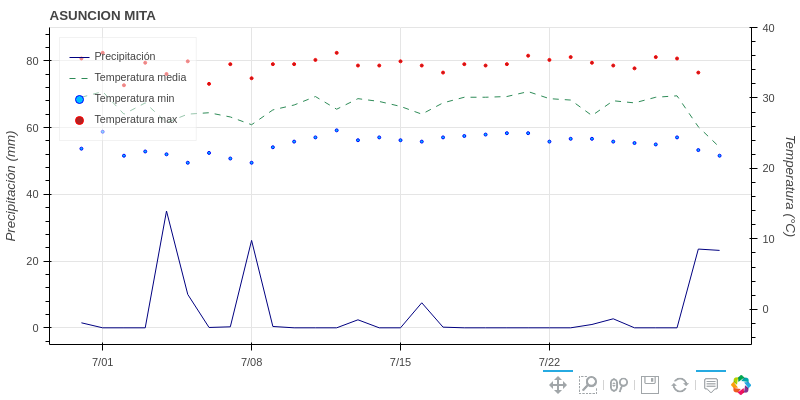 ASUNCION MITA
Precipitación
Temperatura media
Temperatura min
Temperatura max
Precipitación (mm)
80
60
40
20
0
Temperatura (°C)
40
30
20
10
0
7/01
7/08
7/15
7/22